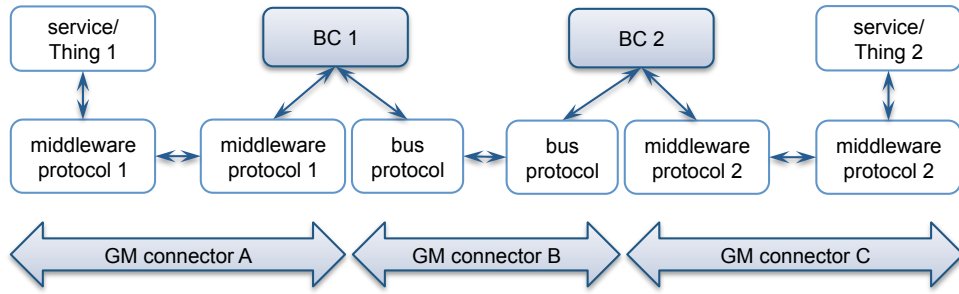 service/
Thing 1
BC 1
BC 2
service/
Thing 2
middleware
protocol 1
middleware
protocol 1
bus
protocol
bus
protocol
middleware
protocol 2
middleware
protocol 2
GM connector A
GM connector B
GM connector C